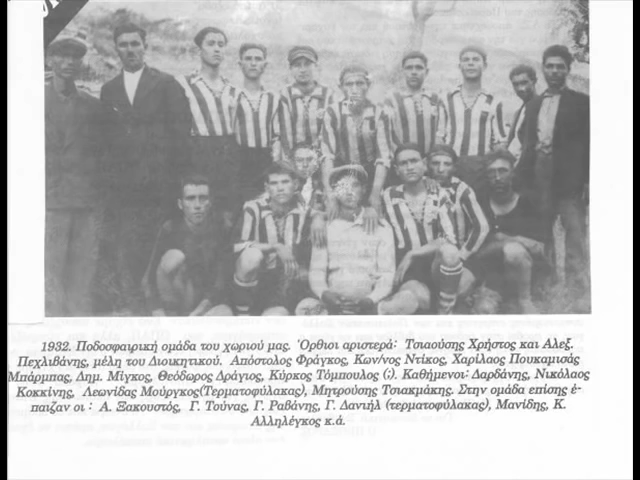 1932. Ποδοσφαιρική ομάδα του χωριού μας. Όρθιοι αριστερά: Τσιαούσης Χρήστος και Αλεξ.
Πεχλιβάνης, μέλη του Διοικητικού. Απόστολος Φράγκος, Κων/νος Ντίκος, Χαρίλαος Πουκαμισάς
Μπάρμπας, Δημ. Μίγκος, Θεόδωρος Δράγιος, Κύρκος Τόμπουλος (;). Καθήμενοι: Δαρδάνης, Νικόλαος
Κοκκίνης, Λεωνίδας Μούργκος(Τερματοφύλακας), Μητρούσης Τσιακμάκης. Στην ομάδα επίσης έ-
παιζαν οι : Α. Ξακουστός, Γ. Τούνας, Γ. Ραβάνης, Γ. Δανιήλ (τερματοφύλακας), Μανίδης, Κ.
Αλληλέγκος κ.ά.